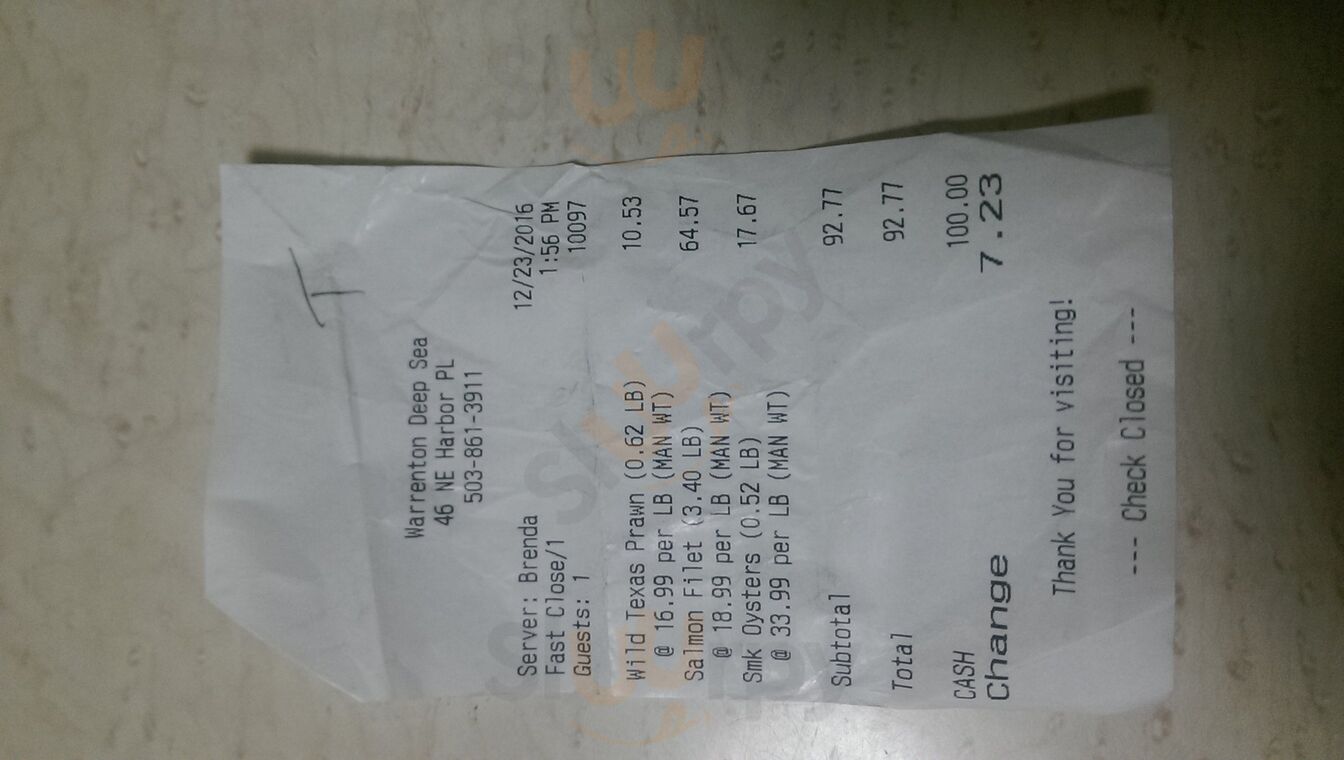 T
Warrenton Deep Sea
46 NE Harbor PL
503-861-3911
Server: Brenda 12/23/2016
Fast Close/1 1:56 PM
Guests: 1 10097
Wild Texas Prawn (0.62 LB) 10.53
@ 16.99 per LB (MAN WT)
Salmon Filet (3.40 LB) 64.57
@ 18.99 per LB (MAN WT)
Smk Oysters (0.52 LB) 17.67
@ 33.99 per LB (MAN WT)
Subtotal 92.77
Total 92.77
CASH 100.00
Change 7.23
Thank You for visiting!
--- Check Closed ---
Slurpy